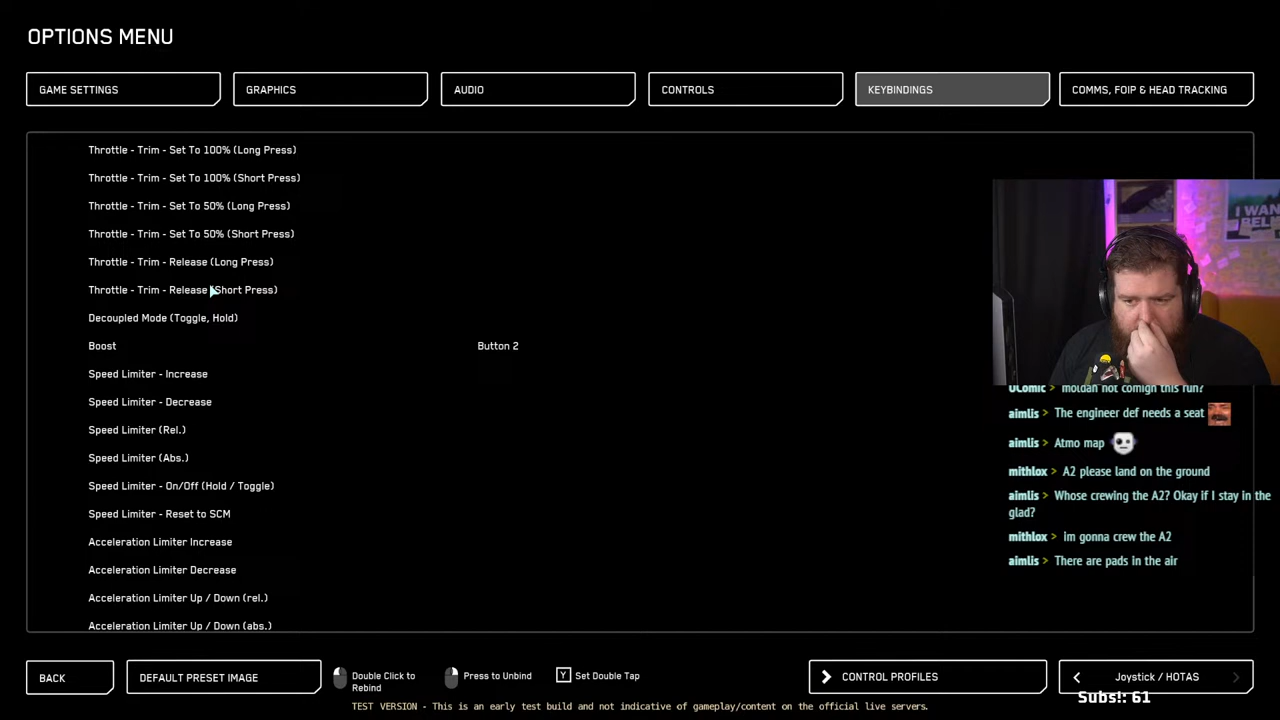 OPTIONS MENU
GAME SETTINGS
GRAPHICS
AUDIO
CONTROLS
KEYBINDINGS
COMMS, FOIP & HEAD TRACKING
Throttle - Trim - Set To 100% (Long Press)
Throttle - Trim - Set To 100% (Short Press)
Throttle - Trim - Set To 50% (Long Press)
Throttle - Trim - Set To 50% (Short Press)
Throttle - Trim - Release (Long Press)
Throttle - Trim - Release (Short Press)
Decoupled Mode (Toggle, Hold)
Boost Button 2
Speed Limiter - Increase
Speed Limiter - Decrease
Speed Limiter (Rel.)
Speed Limiter (Abs.)
Speed Limiter - On/Off (Hold / Toggle)
Speed Limiter - Reset to SCM
Acceleration Limiter Increase
Acceleration Limiter Decrease
Acceleration Limiter Up / Down (rel.)
Acceleration Limiter Up / Down (abs.)
I WAN
BELI
UComic > moldan not comign this run?
aimlis > The engineer def needs a seat
aimlis > Atmo map
mithlox > A2 please land on the ground
aimlis > Whose crewing the A2? Okay if I stay in the
glad?
mithlox > im gonna crew the A2
aimlis > There are pads in the air
BACK
DEFAULT PRESET IMAGE
Double Click to
Rebind
Press to Unbind
Y Set Double Tap
CONTROL PROFILES
Joystick / HOTAS
Subs!: 61
TEST VERSION - This is an early test build and not indicative of gameplay/content on the official live servers.